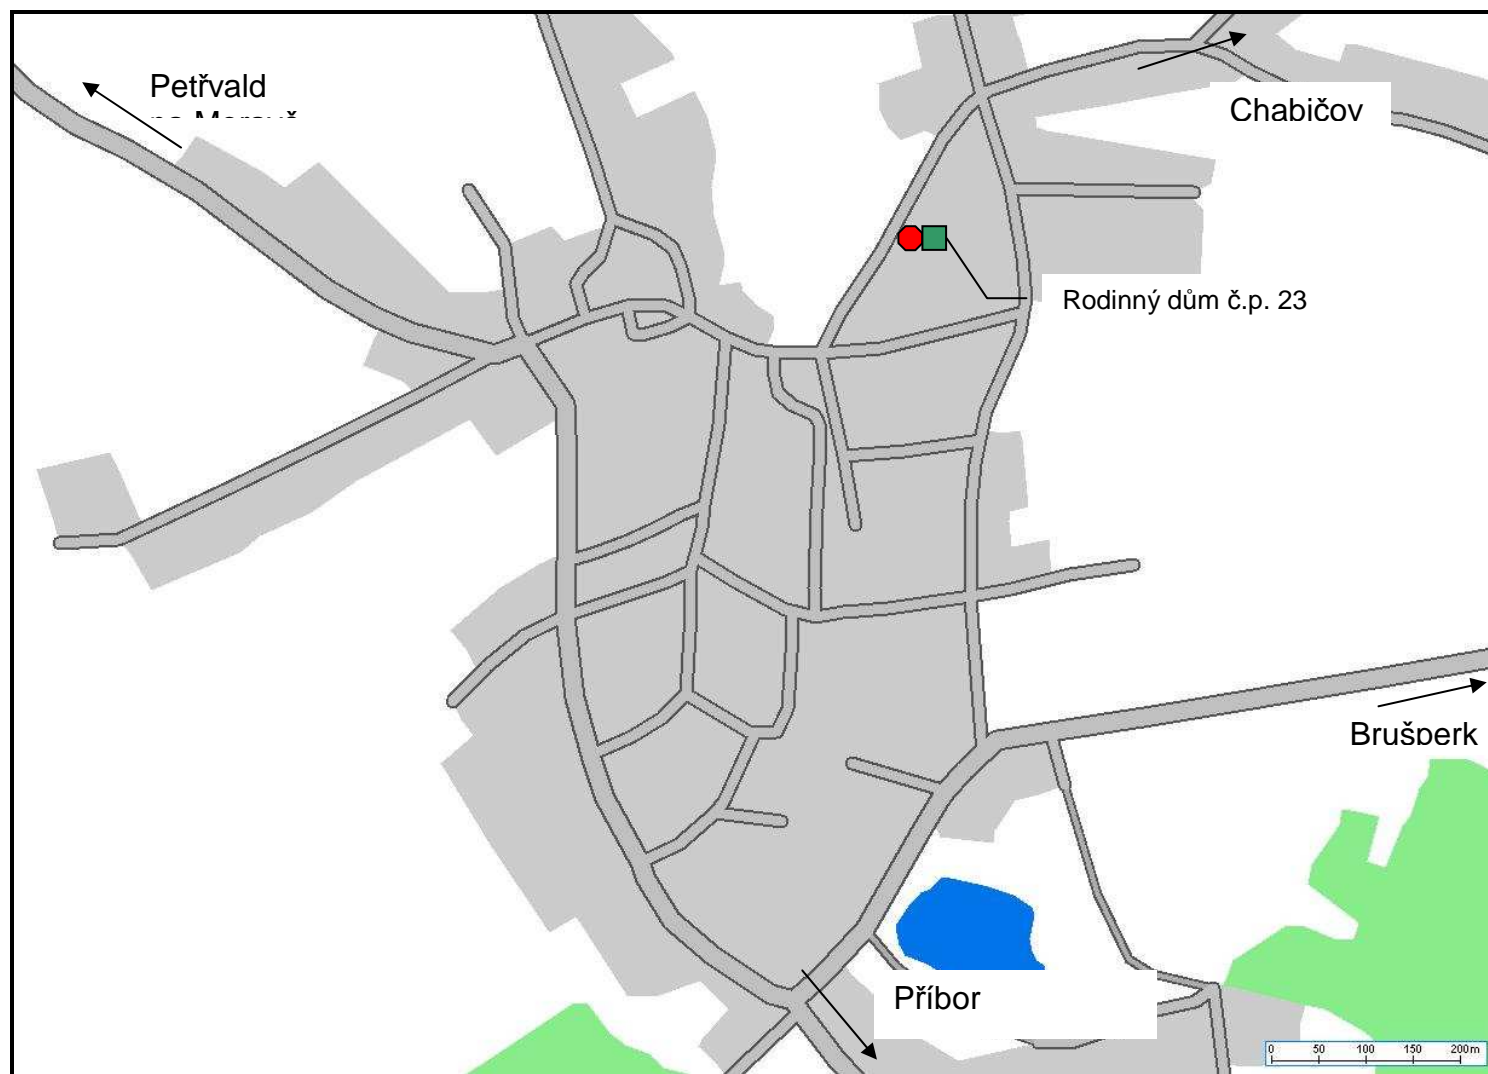 Petřvald
Chabičov
Rodinný dům č.p. 23
Brušperk
Příbor
0 50 100 150 200m